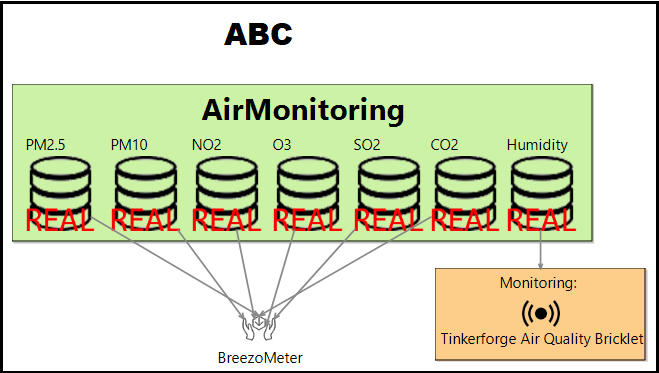 ABC
AirMonitoring
PM2.5 PM10 NO2 O3 SO2 CO2 Humidity
REAL REAL REAL REAL REAL REAL REAL
Monitoring:
Tinkerforge Air Quality Bricklet
BreezoMeter